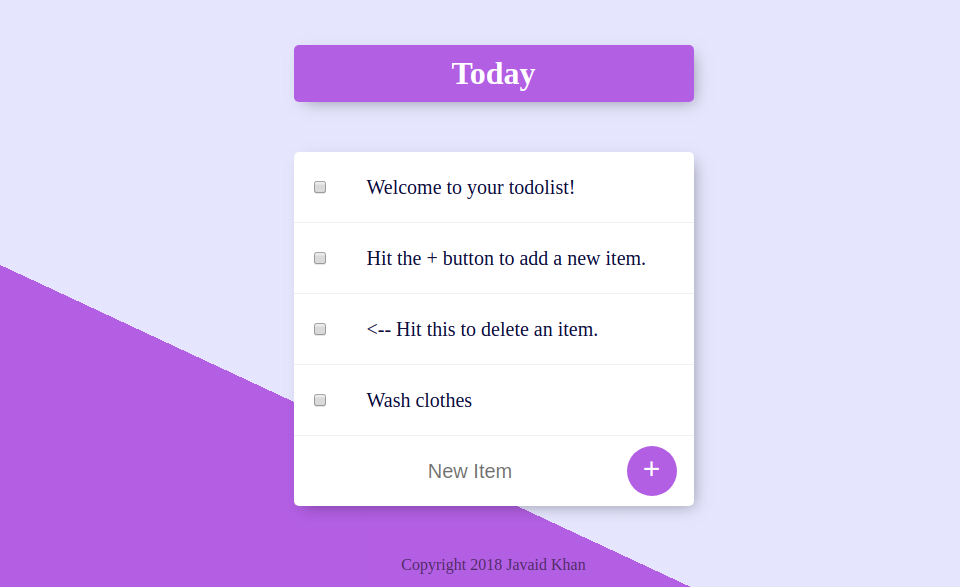 Today
Welcome to your todolist!
Hit the + button to add a new item.
<-- Hit this to delete an item.
Wash clothes
New Item +
Copyright 2018 Javaid Khan